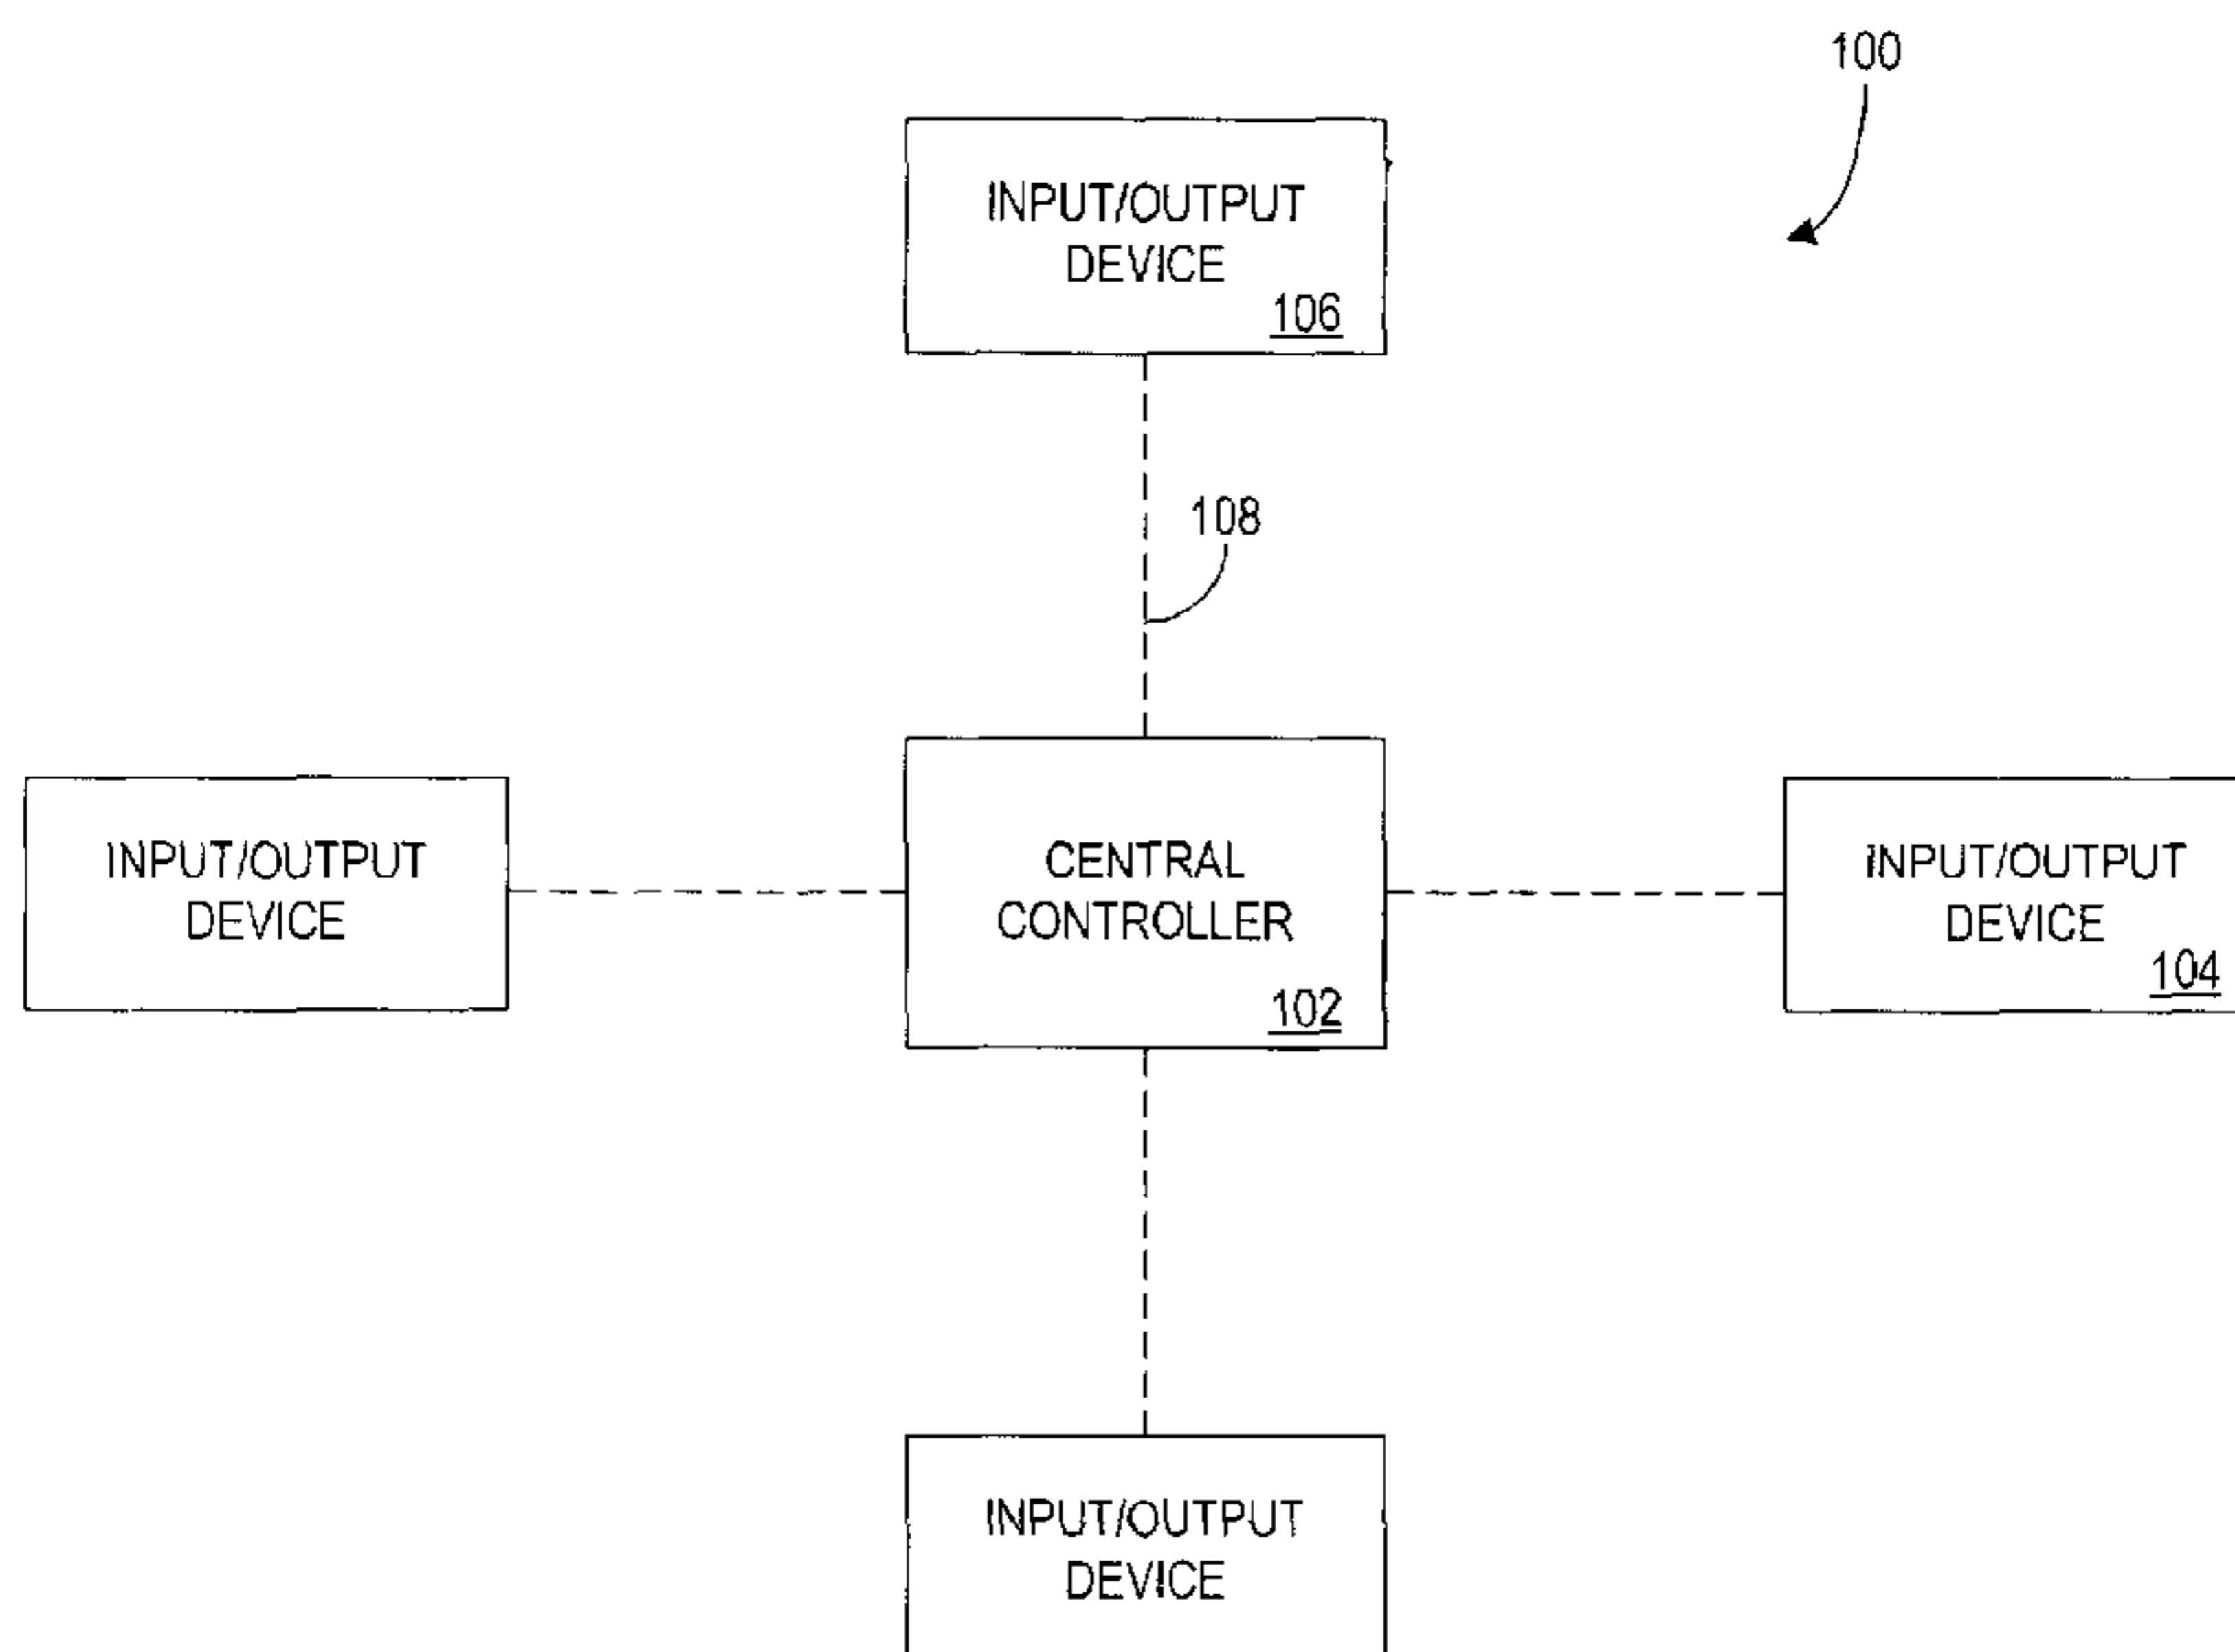 100
INPUT/OUTPUT
DEVICE
106
108
INPUT/OUTPUT
DEVICE
CENTRAL
CONTROLLER
102
INPUT/OUTPUT
DEVICE
104
INPUT/OUTPUT
DEVICE